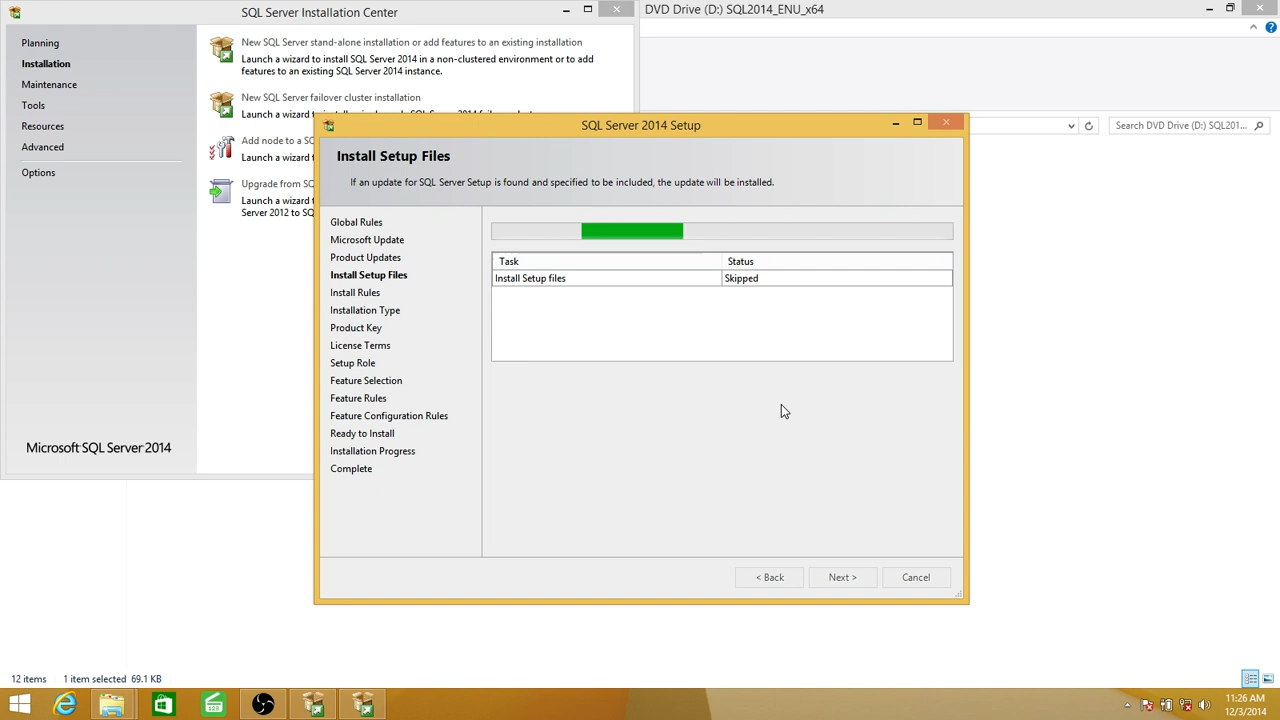 SQL Server Installation Center
DVD Drive (D:) SQL2014_ENU_x64
Planning
Installation
Maintenance
Tools
Resources
Advanced
Options
Microsoft SQL Server 2014
New SQL Server stand-alone installation or add features to an existing installation
Launch a wizard to install SQL Server 2014 in a non-clustered environment or to add
features to an existing SQL Server 2014 instance.
New SQL Server failover cluster installation
Launch a wizard to
Add node to a SQ
Launch a wizard
Upgrade from SQ
Launch a wizard
Server 2012 to SQ
Search DVD Drive (D:) SQL201...
SQL Server 2014 Setup
Install Setup Files
If an update for SQL Server Setup is found and specified to be included, the update will be installed.
Global Rules
Microsoft Update
Product Updates
Install Setup Files
Install Rules
Installation Type
Product Key
License Terms
Setup Role
Feature Selection
Feature Rules
Feature Configuration Rules
Ready to Install
Installation Progress
Complete
Task Status
Install Setup files Skipped
< Back Next > Cancel
12 items 1 item selected 69.1 KB
11:26 AM
12/3/2014